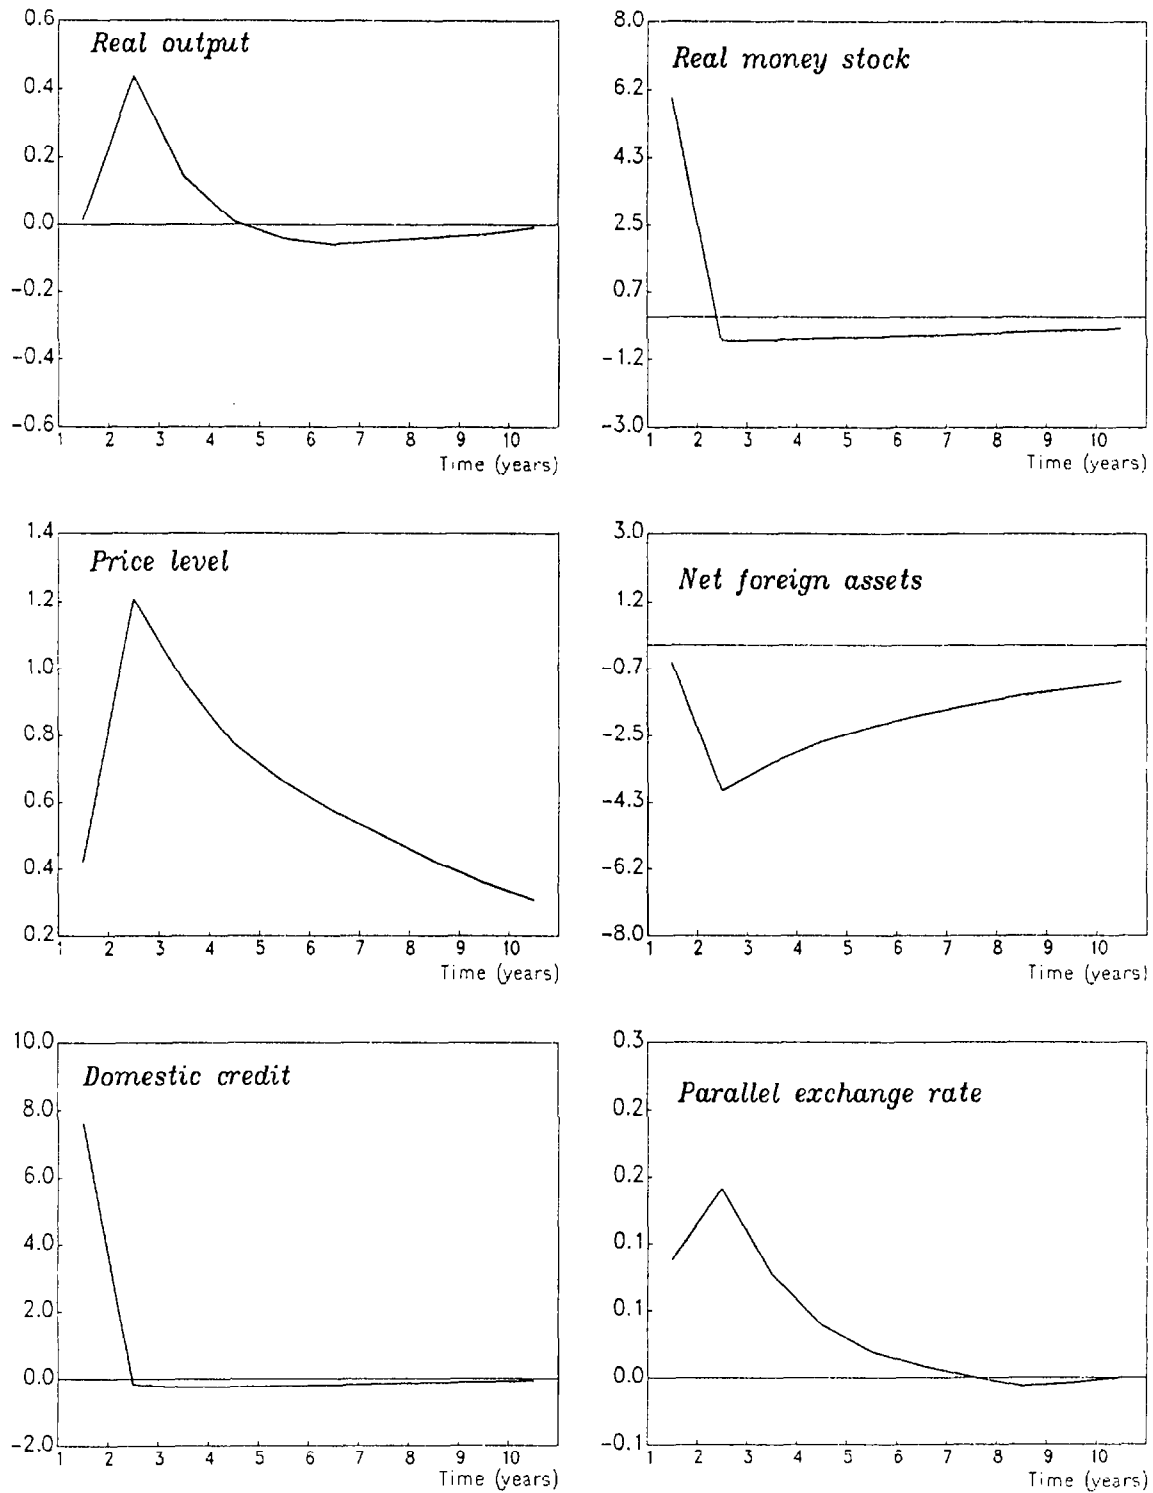 Real output
0.6
0.4
0.2
0.0
-0.2
-0.4
-0.6
1 2 3 4 5 6 7 8 9 10
Time (years)
Real money stock
8.0
6.2
4.3
2.5
0.7
-1.2
-3.0
1 2 3 4 5 6 7 8 9 10
Time (years)
Price level
1.4
1.2
1.0
0.8
0.6
0.4
0.2
1 2 3 4 5 6 7 8 9 10
Time (years)
Net foreign assets
3.0
1.2
-0.7
-2.5
-4.3
-6.2
-8.0
1 2 3 4 5 6 7 8 9 10
Time (years)
Domestic credit
10.0
8.0
6.0
4.0
2.0
0.0
-2.0
1 2 3 4 5 6 7 8 9 10
Time (years)
Parallel exchange rate
0.3
0.2
0.2
0.1
0.1
0.0
-0.1
1 2 3 4 5 6 7 8 9 10
Time (years)